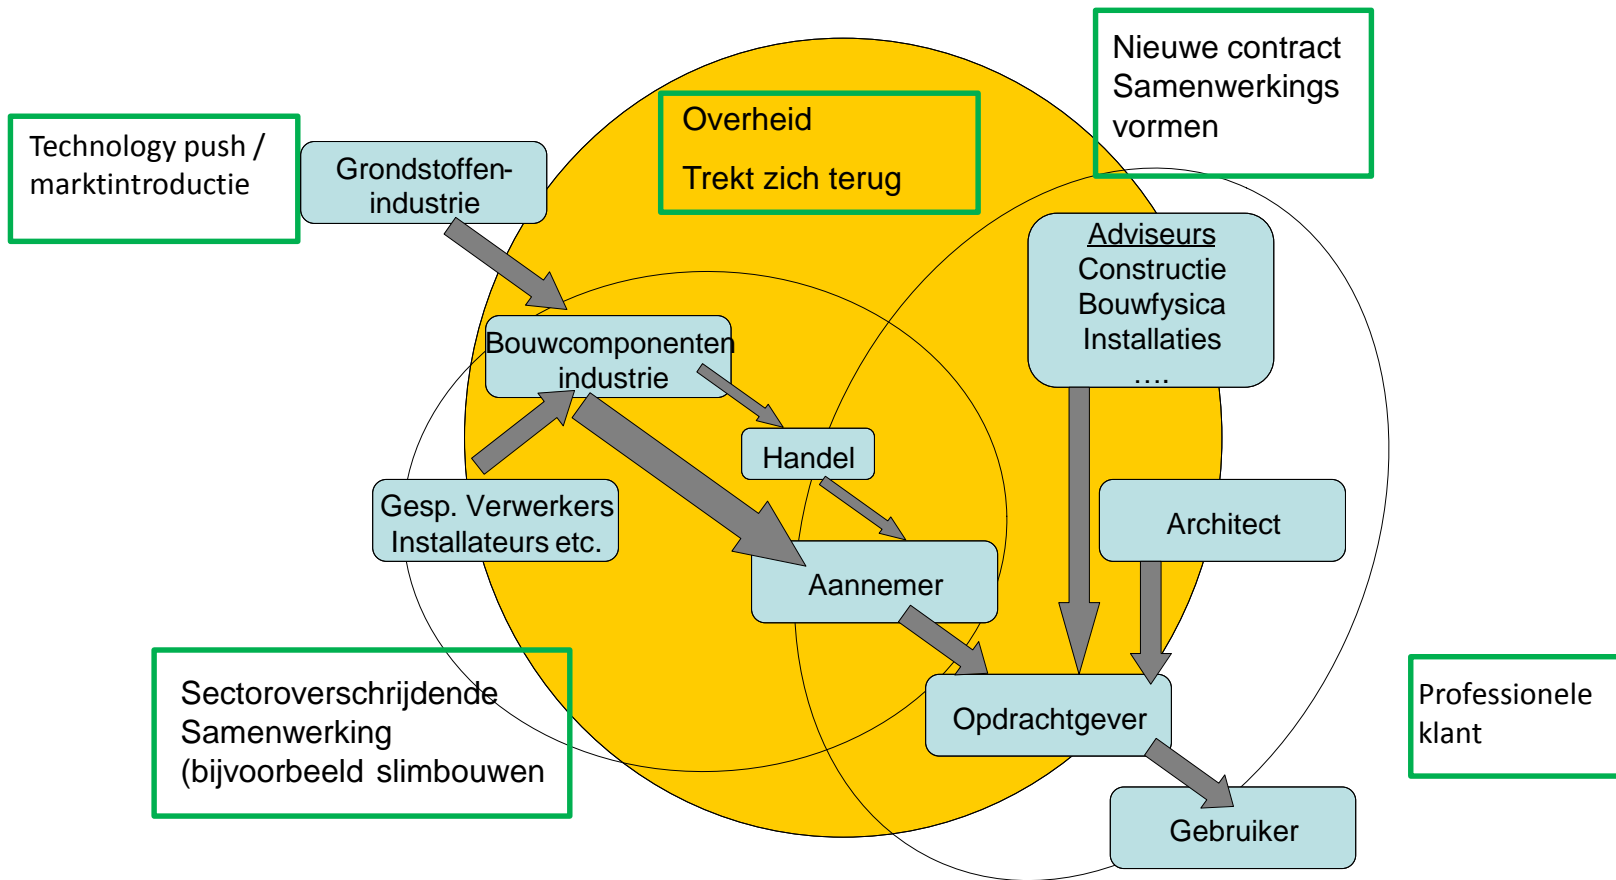 Nieuwe contract
Samenwerkings
vormen
Overheid
Trekt zich terug
Technology push /
marktintroductie
Grondstoffen-
industrie
Adviseurs
Constructie
Bouwfysica
Installaties
….
Bouwcomponenten
industrie
Handel
Gesp. Verwerkers
Installateurs etc.
Architect
Aannemer
Sectoroverschrijdende
Samenwerking
(bijvoorbeeld slimbouwen
Opdrachtgever
Professionele
klant
Gebruiker